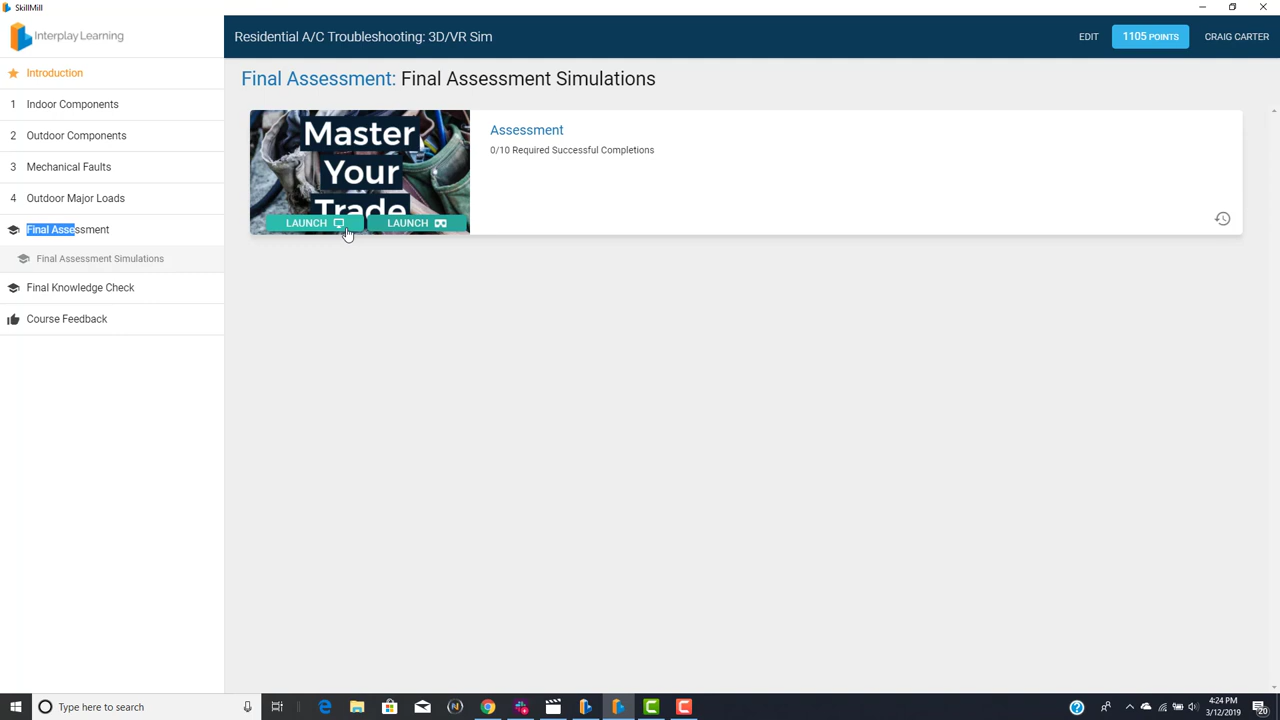 SkillMill
Interplay Learning
Residential A/C Troubleshooting: 3D/VR Sim
EDIT
1105 POINTS
CRAIG CARTER
Introduction
1 Indoor Components
2 Outdoor Components
3 Mechanical Faults
4 Outdoor Major Loads
Final Assessment
Final Assessment Simulations
Final Knowledge Check
Course Feedback
Final Assessment: Final Assessment Simulations
Master
Your
Trade
LAUNCH
LAUNCH
Assessment
0/10 Required Successful Completions
Type here to search
4:24 PM
3/12/2019
20